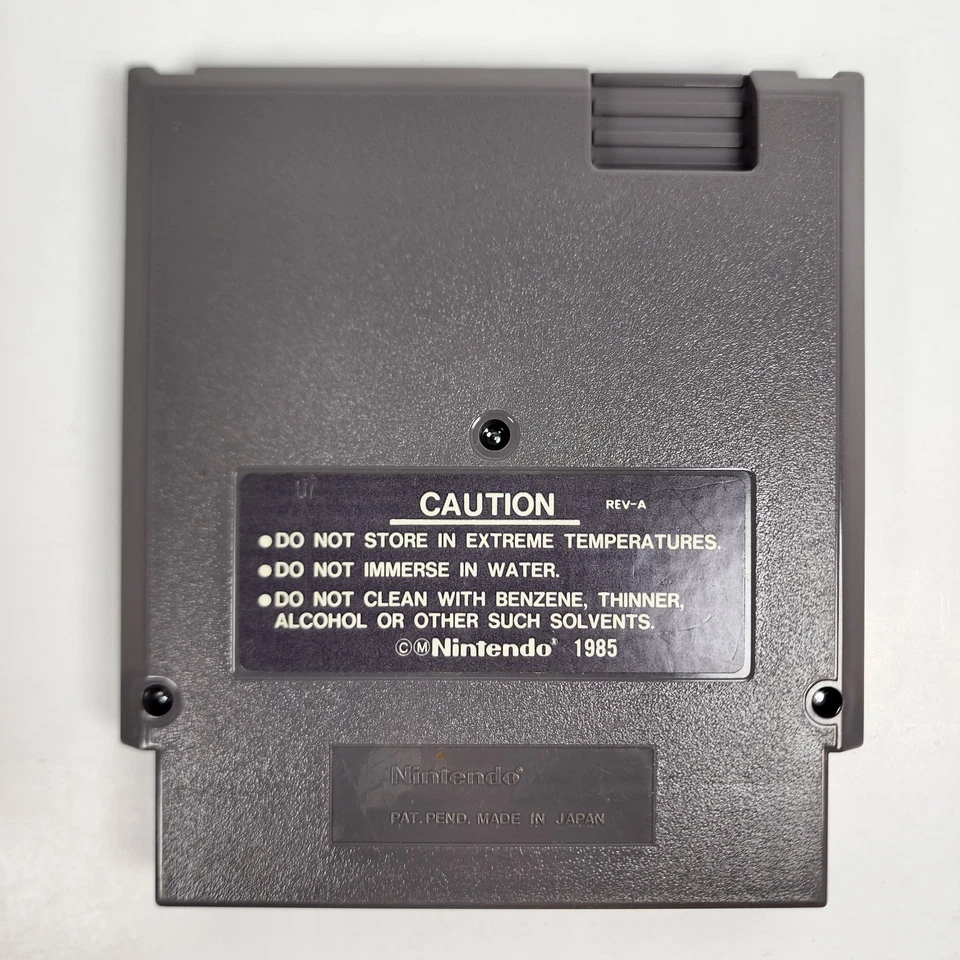 07
CAUTION REV-A
●DO NOT STORE IN EXTREME TEMPERATURES.
●DO NOT IMMERSE IN WATER.
●DO NOT CLEAN WITH BENZENE, THINNER,
ALCOHOL OR OTHER SUCH SOLVENTS.
©ⓂNintendo® 1985
Nintendo®
PAT. PEND. MADE IN JAPAN